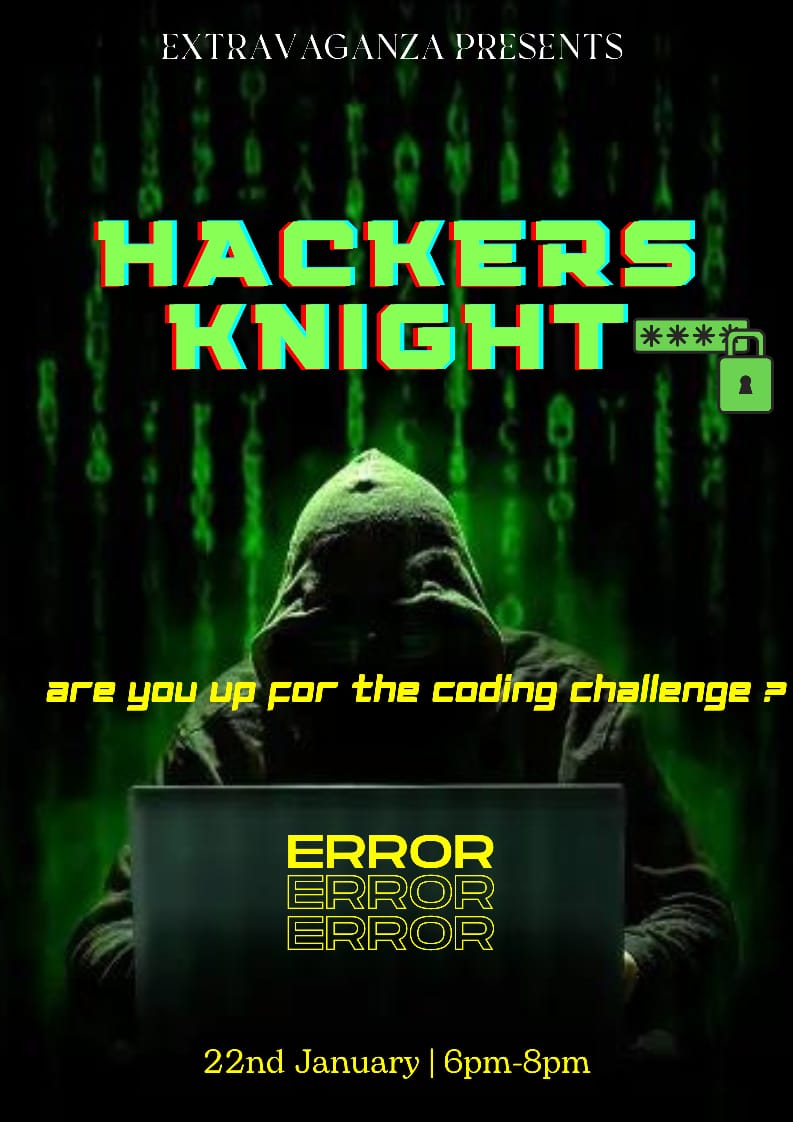 EXTRAVAGANZA PRESENTS
HACKERS
KNIGHT
****
are you up for the coding challenge ?
ERROR
ERROR
ERROR
22nd January | 6pm-8pm